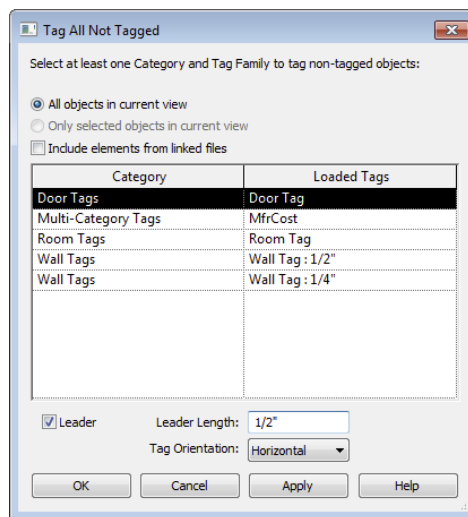 Tag All Not Tagged
Select at least one Category and Tag Family to tag non-tagged objects:
All objects in current view
Only selected objects in current view
Include elements from linked files
Category Loaded Tags
Door Tags Door Tag
Multi-Category Tags MfrCost
Room Tags Room Tag
Wall Tags Wall Tag : 1/2"
Wall Tags Wall Tag : 1/4"
Leader Leader Length: 1/2"
Tag Orientation: Horizontal
OK Cancel Apply Help